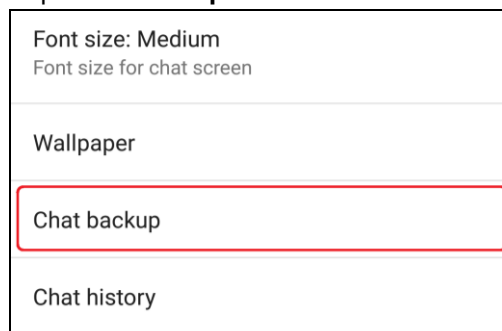 Font size: Medium
Font size for chat screen
Wallpaper
Chat backup
Chat history